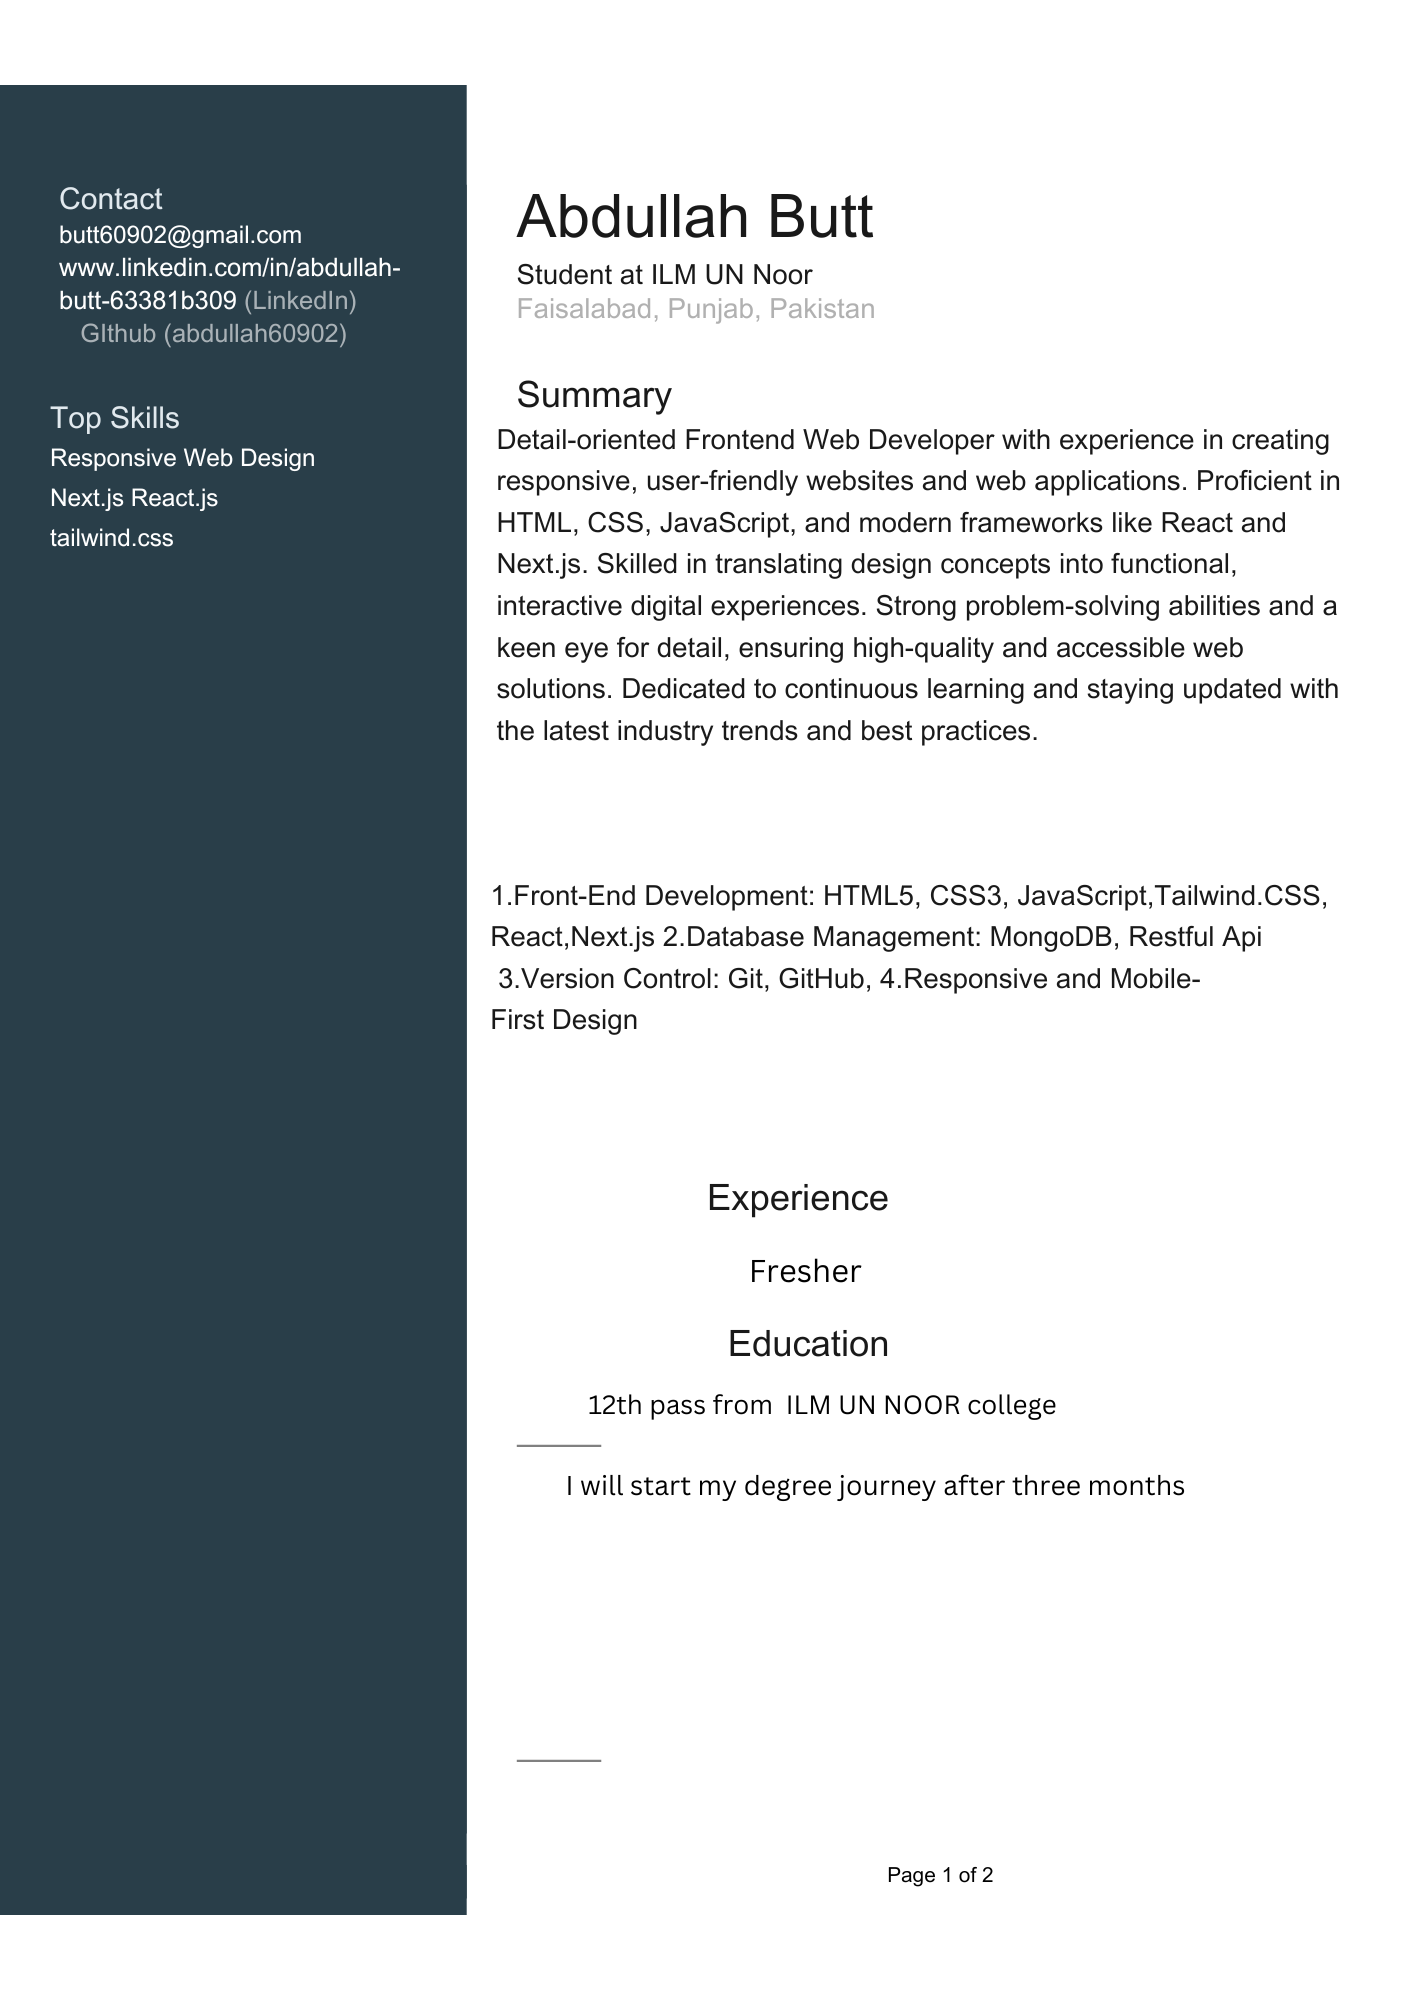 Contact
butt60902@gmail.com
www.linkedin.com/in/abdullah-
butt-63381b309 (LinkedIn)
GIthub (abdullah60902)
Top Skills
Responsive Web Design
Next.js React.js
tailwind.css
Abdullah Butt
Student at ILM UN Noor
Faisalabad, Punjab, Pakistan
Summary
Detail-oriented Frontend Web Developer with experience in creating
responsive, user-friendly websites and web applications. Proficient in
HTML, CSS, JavaScript, and modern frameworks like React and
Next.js. Skilled in translating design concepts into functional,
interactive digital experiences. Strong problem-solving abilities and a
keen eye for detail, ensuring high-quality and accessible web
solutions. Dedicated to continuous learning and staying updated with
the latest industry trends and best practices.
1.Front-End Development: HTML5, CSS3, JavaScript,Tailwind.CSS,
React,Next.js 2.Database Management: MongoDB, Restful Api
3.Version Control: Git, GitHub, 4.Responsive and Mobile-
First Design
Experience
Fresher
Education
12th pass from ILM UN NOOR college
I will start my degree journey after three months
Page 1 of 2